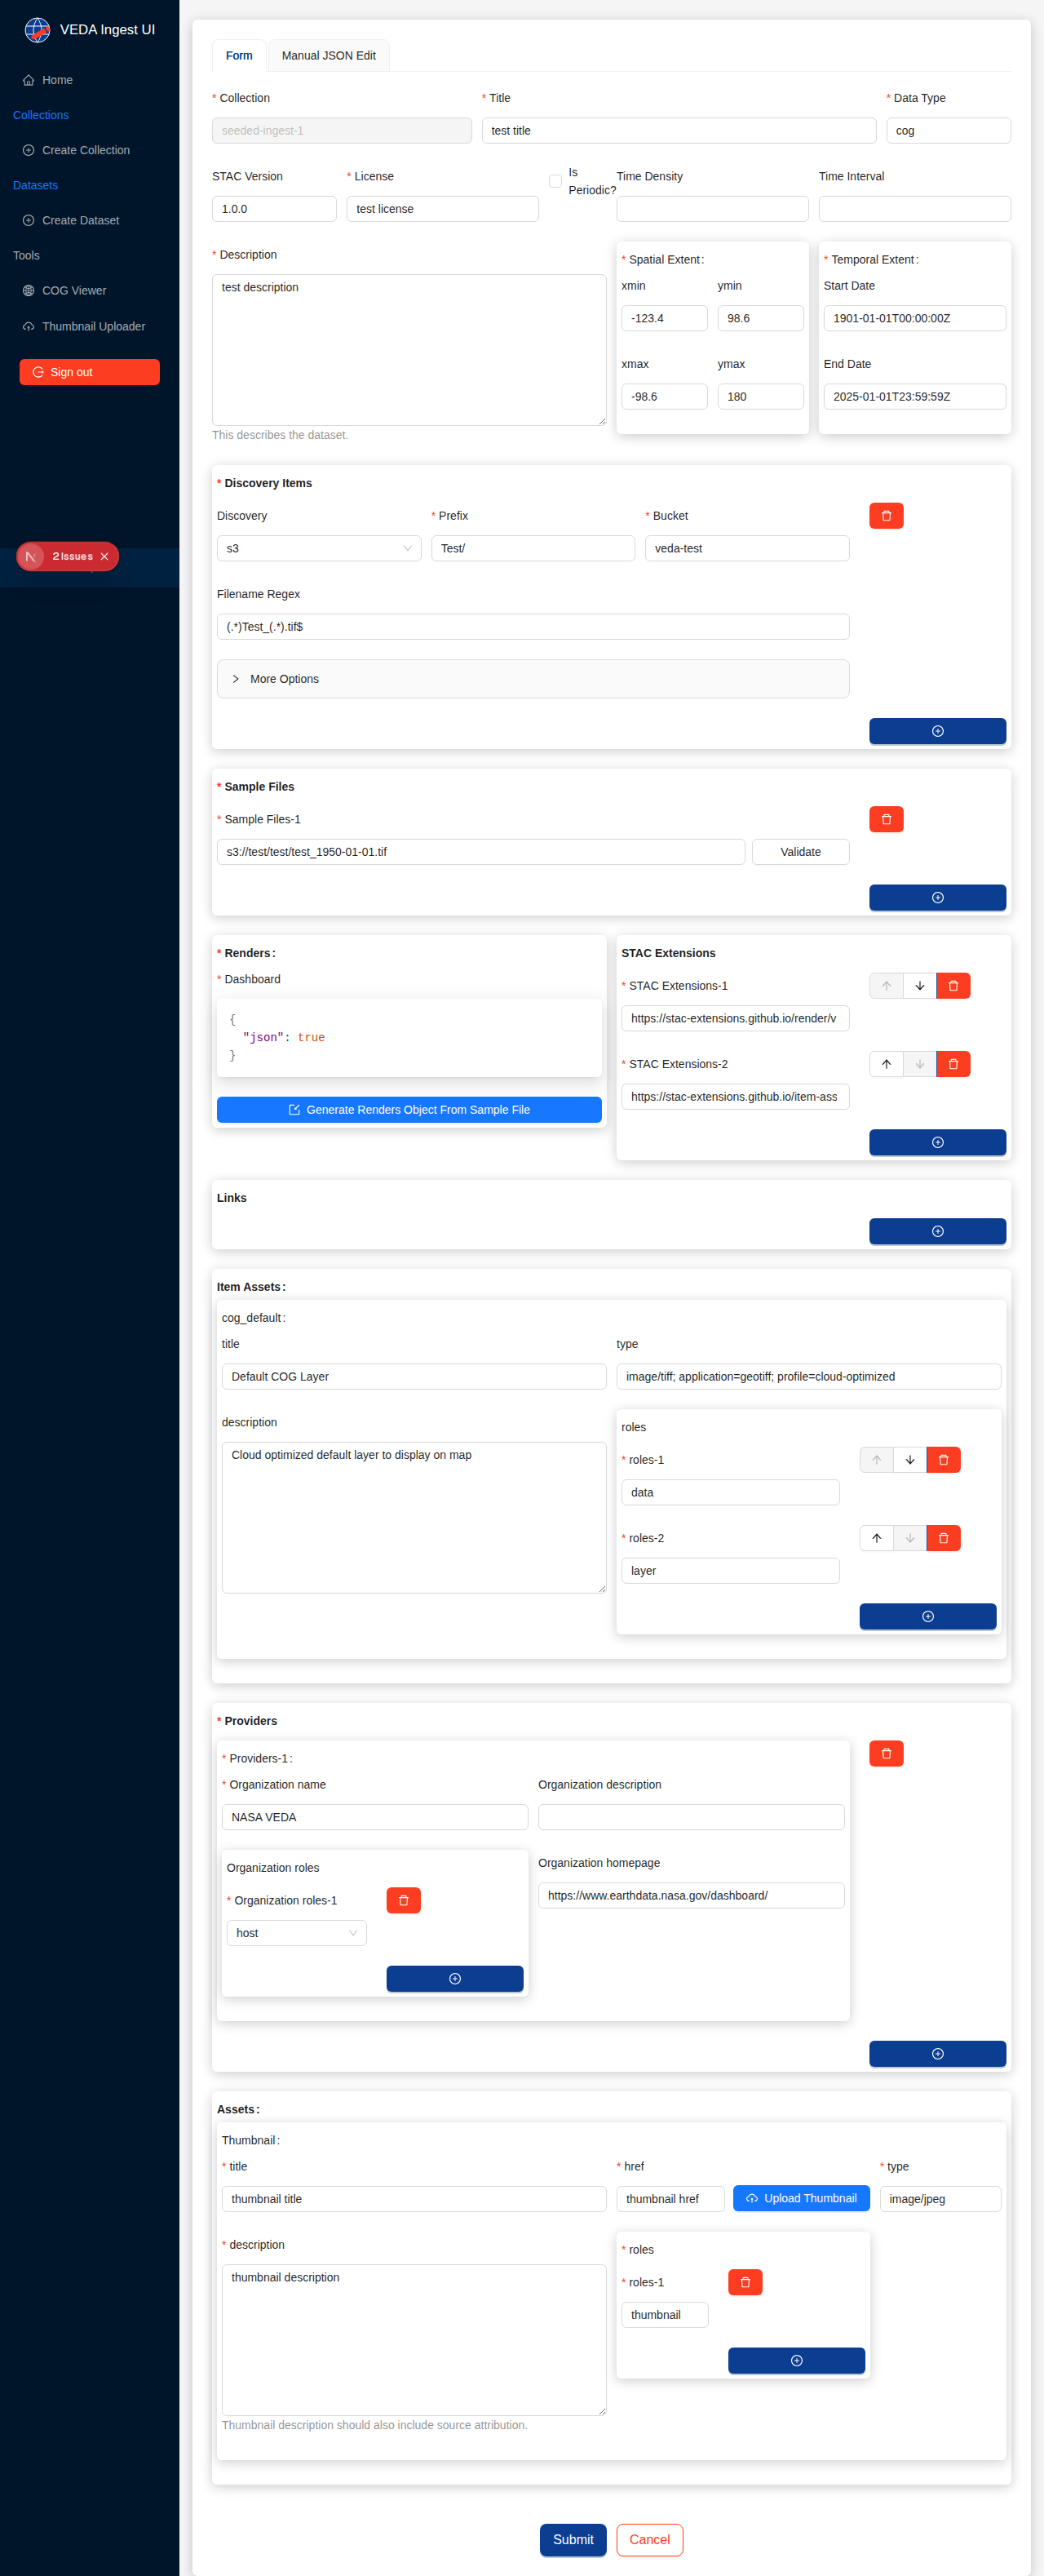 VEDA Ingest UI
Home
Collections
Create Collection
Datasets
Create Dataset
Tools
COG Viewer
Thumbnail Uploader
Sign out
2 Issues
Form
Manual JSON Edit
* Collection
* Title
* Data Type
seeded-ingest-1
test title
cog
STAC Version
* License
Is
Periodic?
Time Density
Time Interval
1.0.0
test license
* Description
test description
This describes the dataset.
* Spatial Extent:
xmin
ymin
-123.4
98.6
xmax
ymax
-98.6
180
* Temporal Extent:
Start Date
1901-01-01T00:00:00Z
End Date
2025-01-01T23:59:59Z
* Discovery Items
Discovery
* Prefix
* Bucket
s3
Test/
veda-test
Filename Regex
(.*)Test_(.*).tif$
More Options
* Sample Files
* Sample Files-1
s3://test/test/test_1950-01-01.tif
Validate
* Renders:
* Dashboard
{
"json": true
}
Generate Renders Object From Sample File
STAC Extensions
* STAC Extensions-1
https://stac-extensions.github.io/render/v
* STAC Extensions-2
https://stac-extensions.github.io/item-ass
Links
Item Assets:
cog_default:
title
type
Default COG Layer
image/tiff; application=geotiff; profile=cloud-optimized
description
Cloud optimized default layer to display on map
roles
* roles-1
data
* roles-2
layer
* Providers
* Providers-1:
* Organization name
Organization description
NASA VEDA
Organization roles
* Organization roles-1
host
Organization homepage
https://www.earthdata.nasa.gov/dashboard/
Assets:
Thumbnail:
* title
* href
* type
thumbnail title
thumbnail href
Upload Thumbnail
image/jpeg
* description
thumbnail description
Thumbnail description should also include source attribution.
* roles
* roles-1
thumbnail
Submit
Cancel